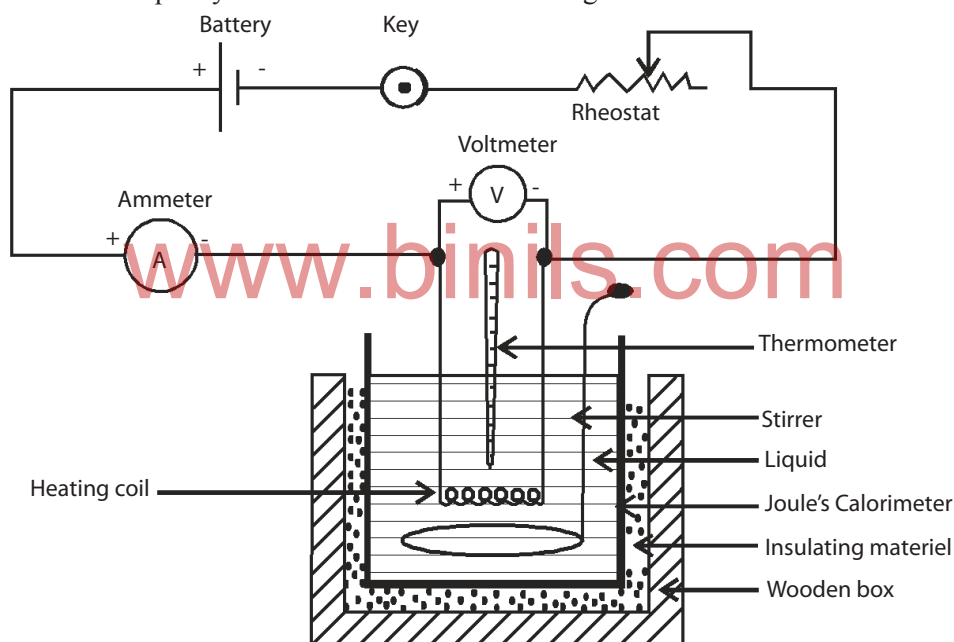 Battery
Key
+ -
Rheostat
Voltmeter
+ V -
Ammeter
+ A -
www.binils.com
Thermometer
Stirrer
Liquid
Heating coil
Joule's Calorimeter
Insulating materiel
Wooden box